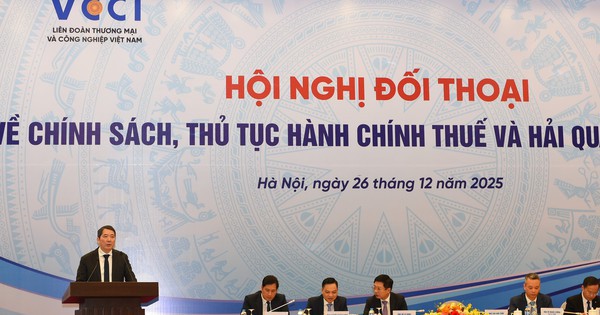 VCCI
LIÊN ĐOÀN THƯƠNG MẠI
VÀ CÔNG NGHIỆP VIỆT NAM
HỘI NGHỊ ĐỐI THOẠI
VỀ CHÍNH SÁCH, THỦ TỤC HÀNH CHÍNH THUẾ VÀ HẢI QUA
Hà Nội, ngày 26 tháng 12 năm 2025